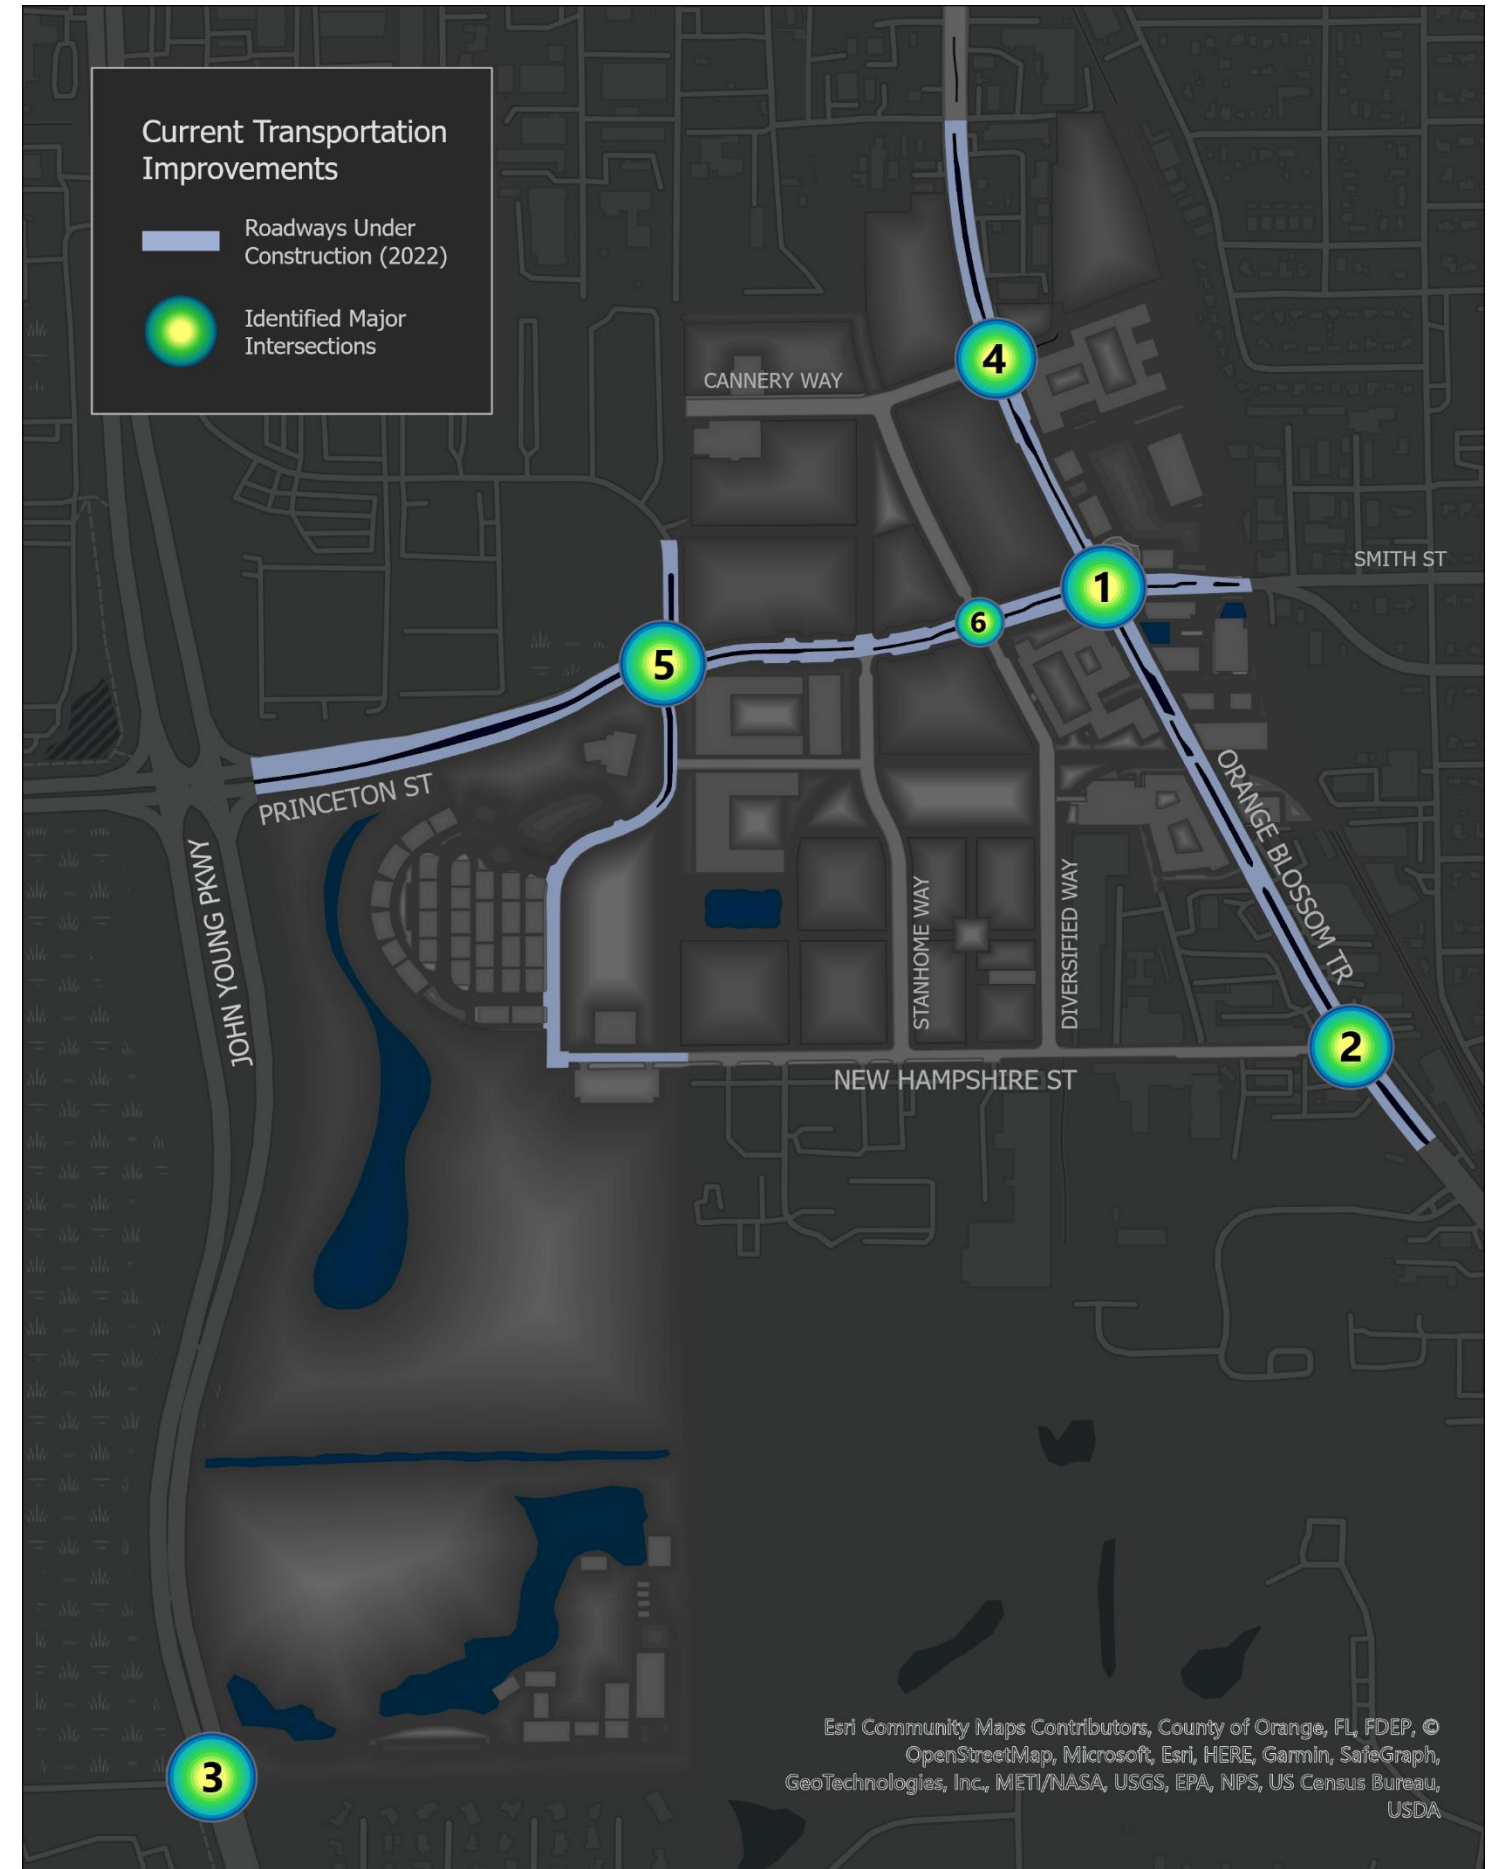 Current Transportation
Improvements
Roadways Under
Construction (2022)
Identified Major
Intersections
4
CANNERY WAY
SMITH ST
1
6
5
PRINCETON ST
ORANGE BLOSSOM TR
JOHN YOUNG PKWY
STANHOME WAY
DIVERSIFIED WAY
2
NEW HAMPSHIRE ST
3
Esri Community Maps Contributors, County of Orange, FL, FDEP, ©
OpenStreetMap, Microsoft, Esri, HERE, Garmin, SafeGraph,
GeoTechnologies, Inc., METI/NASA, USGS, EPA, NPS, US Census Bureau,
USDA